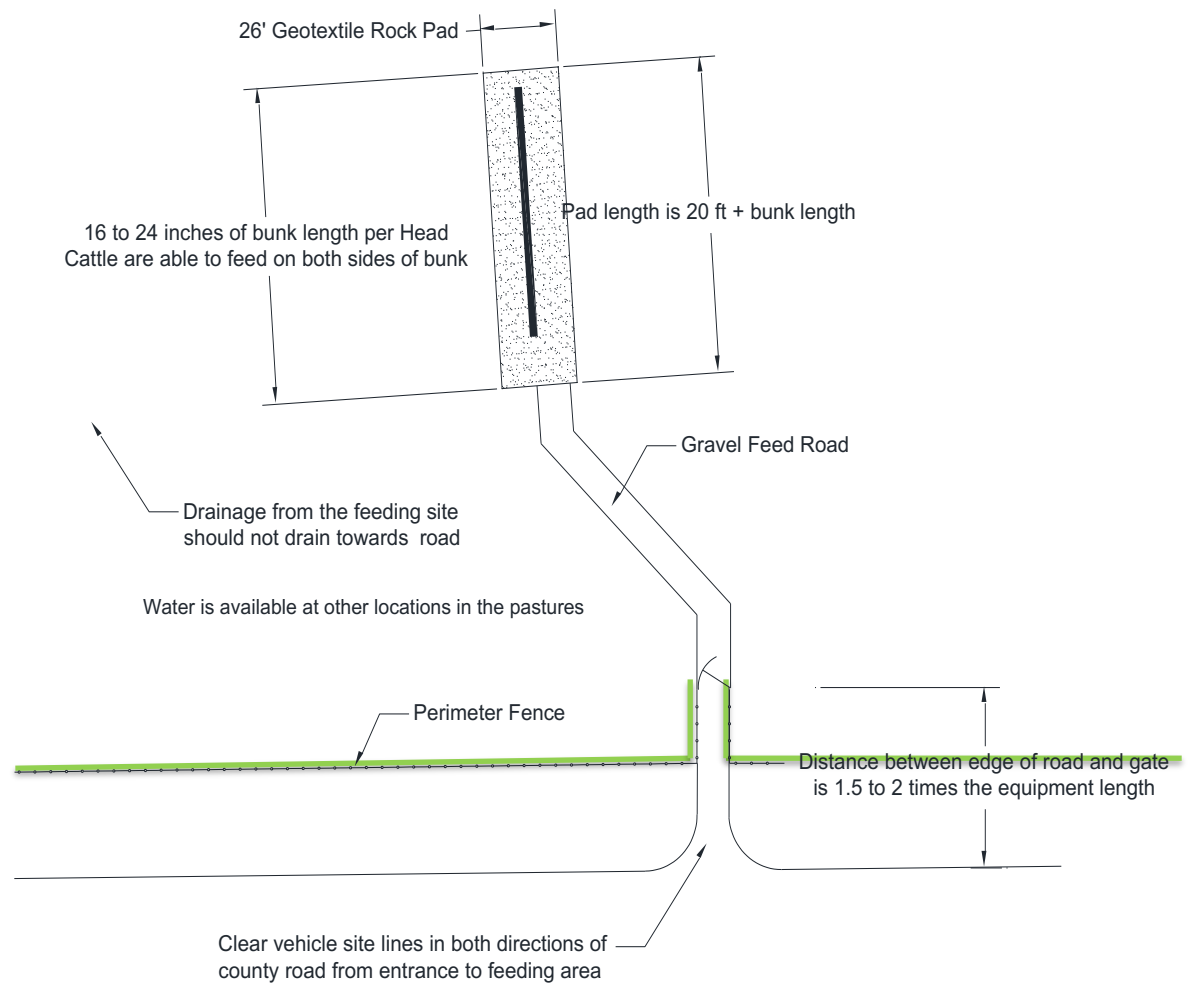 26' Geotextile Rock Pad
Pad length is 20 ft + bunk length
16 to 24 inches of bunk length per Head
Cattle are able to feed on both sides of bunk
Gravel Feed Road
Drainage from the feeding site
should not drain towards road
Water is available at other locations in the pastures
Perimeter Fence
Distance between edge of road and gate
is 1.5 to 2 times the equipment length
Clear vehicle site lines in both directions of
county road from entrance to feeding area